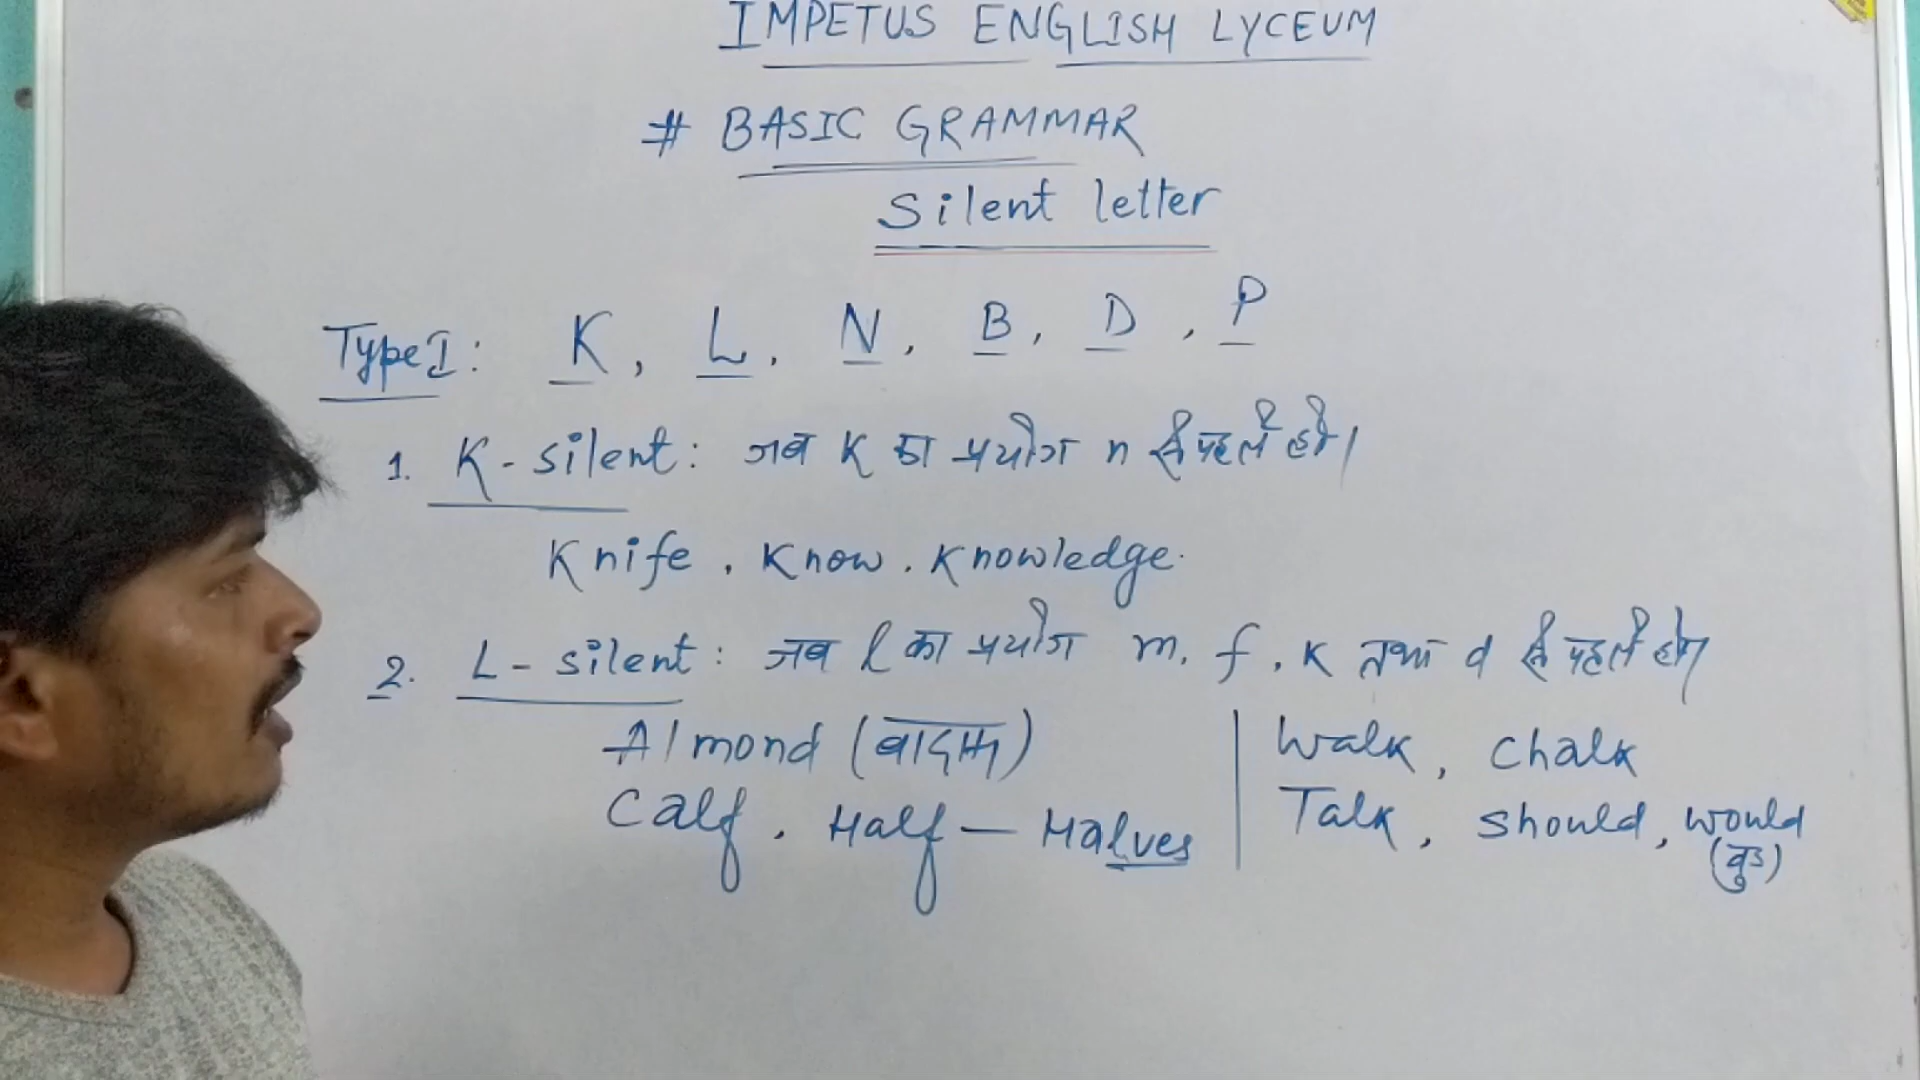 IMPETUS ENGLISH LYCEUM
# BASIC GRAMMAR
Silent letter
Type I : K, L, N, B, D, P
1. K - silent : जब K का प्रयोग n से पहले हो।
Knife, Know, Knowledge.
2. L - silent : जब l का प्रयोग m, f, K तथा d से पहले हो।
Almond (बादाम)
Calf, Half — Halves
Walk, Chalk
Talk, should, would
(वुड)